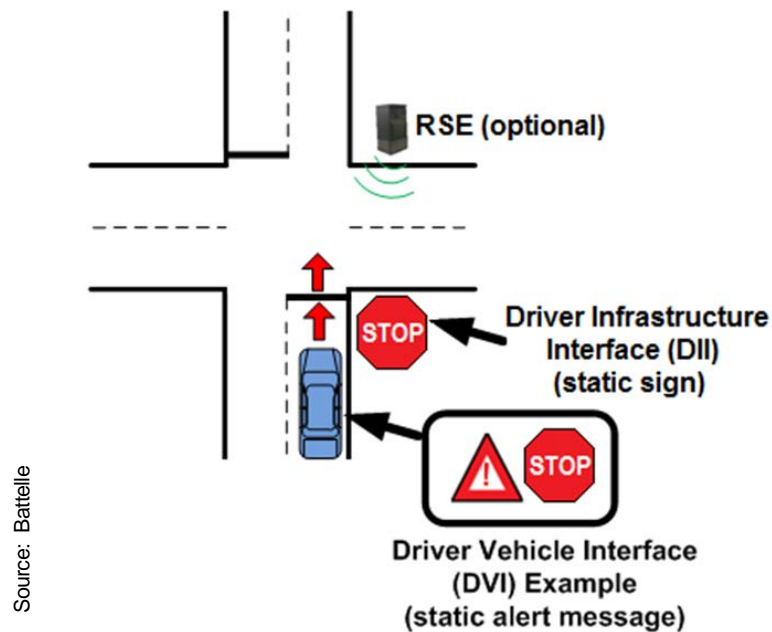 RSE (optional)
STOP
Driver Infrastructure
Interface (DII)
(static sign)
! STOP
Driver Vehicle Interface
(DVI) Example
(static alert message)
Source: Battelle